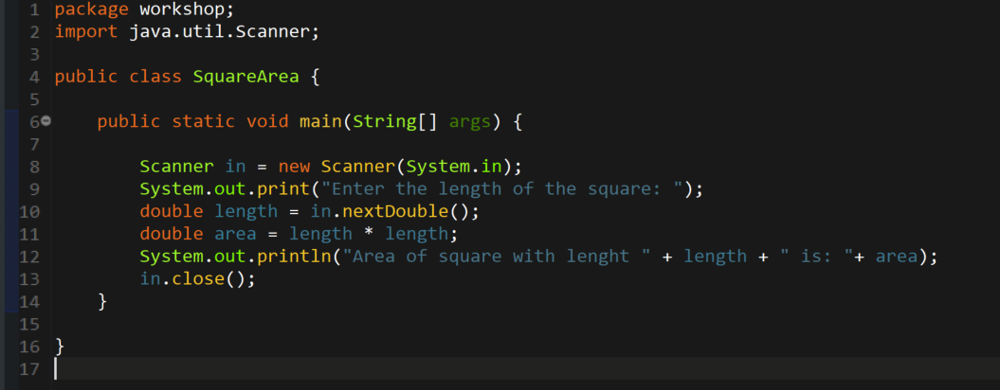 1 package workshop;
2 import java.util.Scanner;
3
4 public class SquareArea {
5
6 public static void main(String[] args) {
7
8 Scanner in = new Scanner(System.in);
9 System.out.print("Enter the length of the square: ");
10 double length = in.nextDouble();
11 double area = length * length;
12 System.out.println("Area of square with lenght " + length + " is: "+ area);
13 in.close();
14 }
15
16 }
17